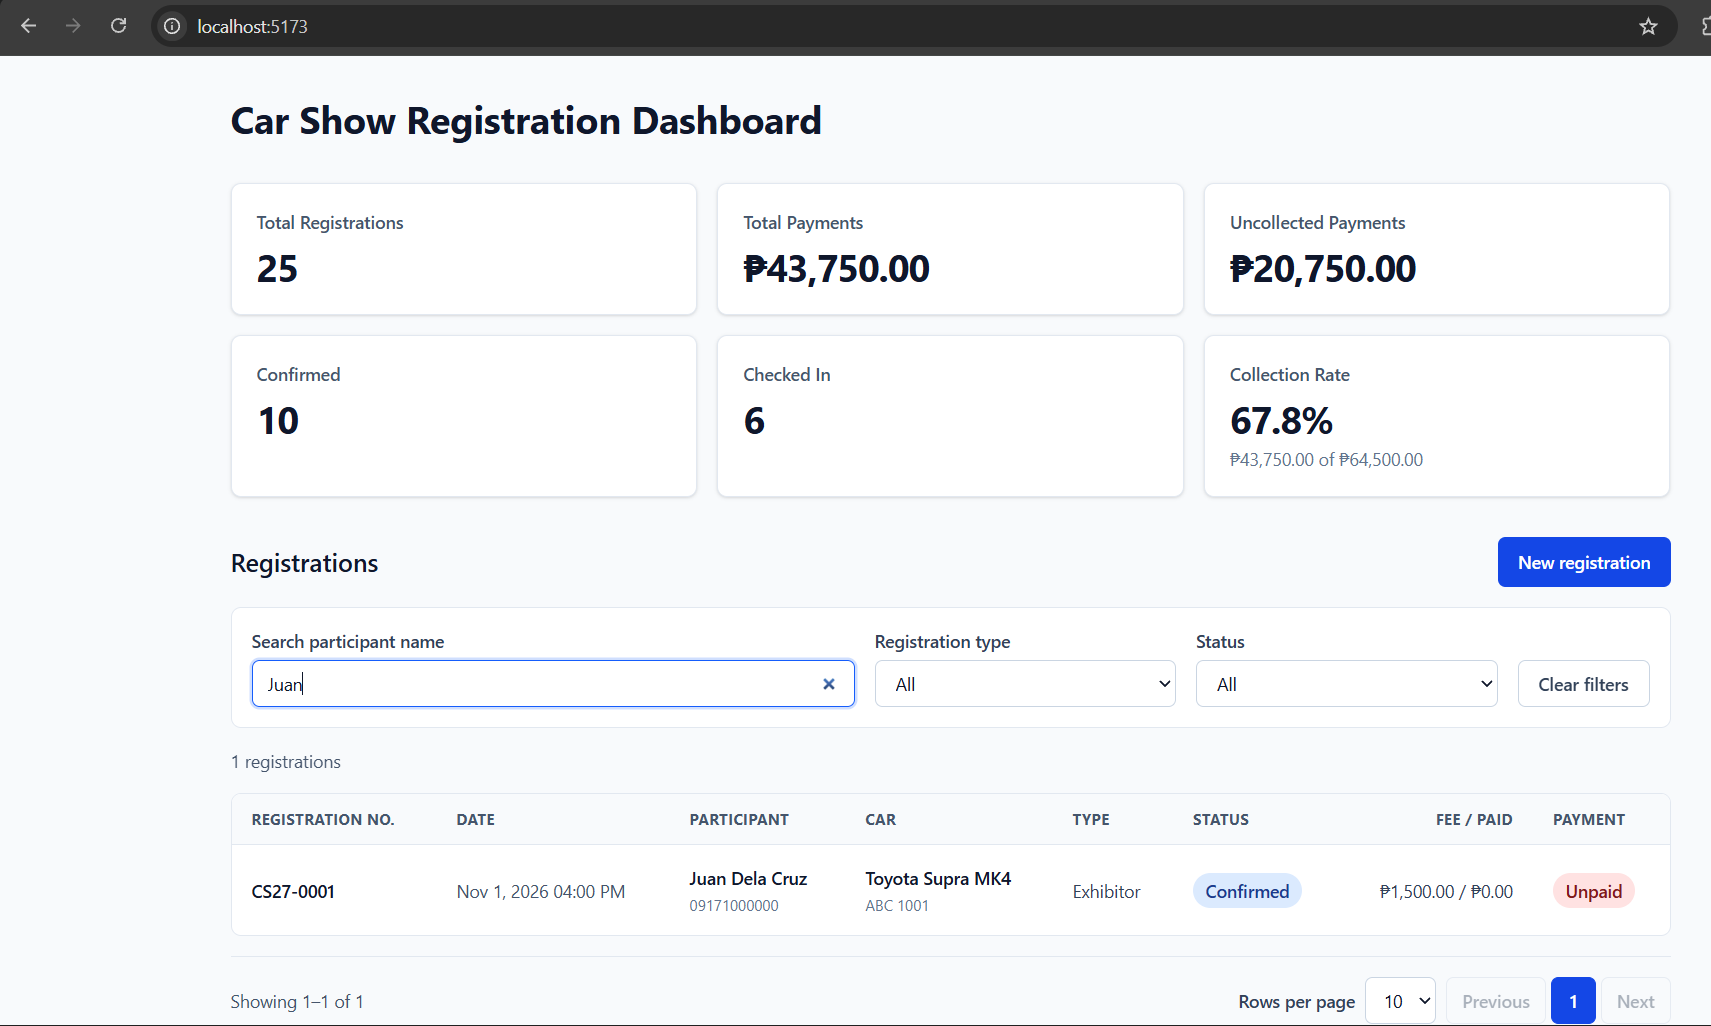 localhost:5173
Car Show Registration Dashboard
Total Registrations
25
Total Payments
₱43,750.00
Uncollected Payments
₱20,750.00
Confirmed
10
Checked In
6
Collection Rate
67.8%
₱43,750.00 of ₱64,500.00
Registrations
New registration
Search participant name
Registration type
Status
Juan
All
All
Clear filters
1 registrations
REGISTRATION NO. DATE PARTICIPANT CAR TYPE STATUS FEE / PAID PAYMENT
CS27-0001
Nov 1, 2026 04:00 PM
Juan Dela Cruz
09171000000
Toyota Supra MK4
ABC 1001
Exhibitor
Confirmed
₱1,500.00 / ₱0.00
Unpaid
Showing 1–1 of 1
Rows per page 10 Previous 1 Next